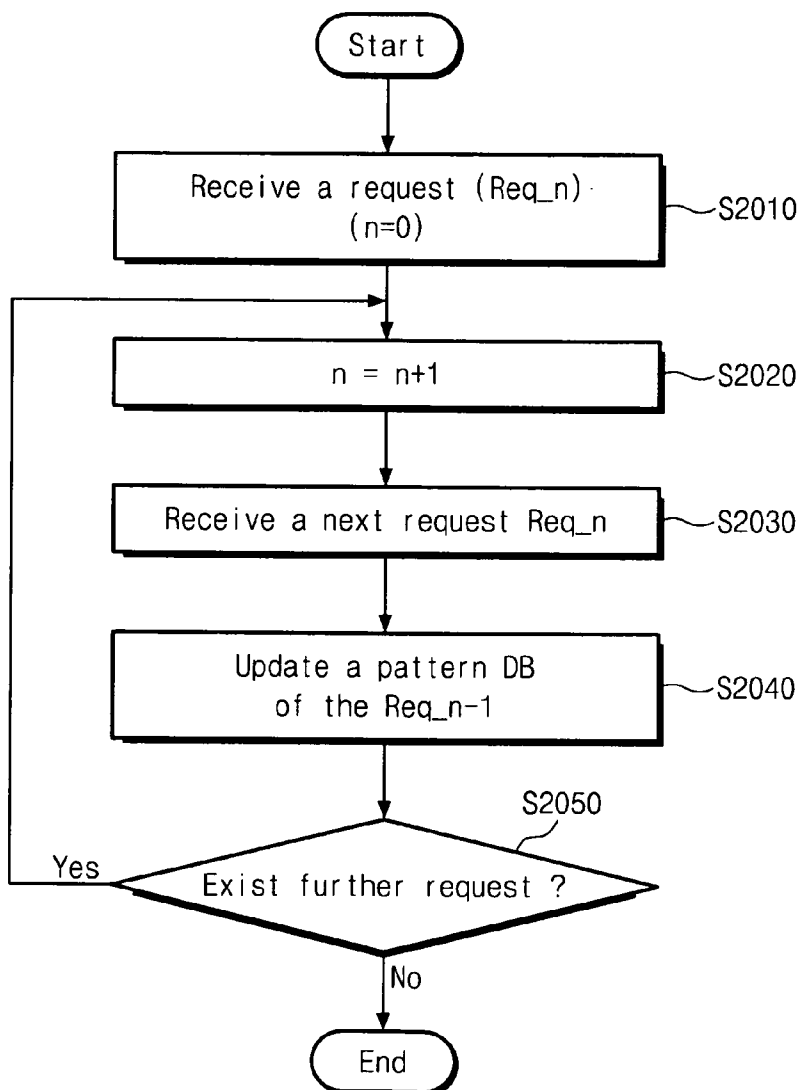 Start
Receive a request (Req_n)
(n=0)
S2010
n = n+1
S2020
Receive a next request Req_n
S2030
Update a pattern DB
of the Req_n-1
S2040
S2050
Yes
Exist further request ?
No
End